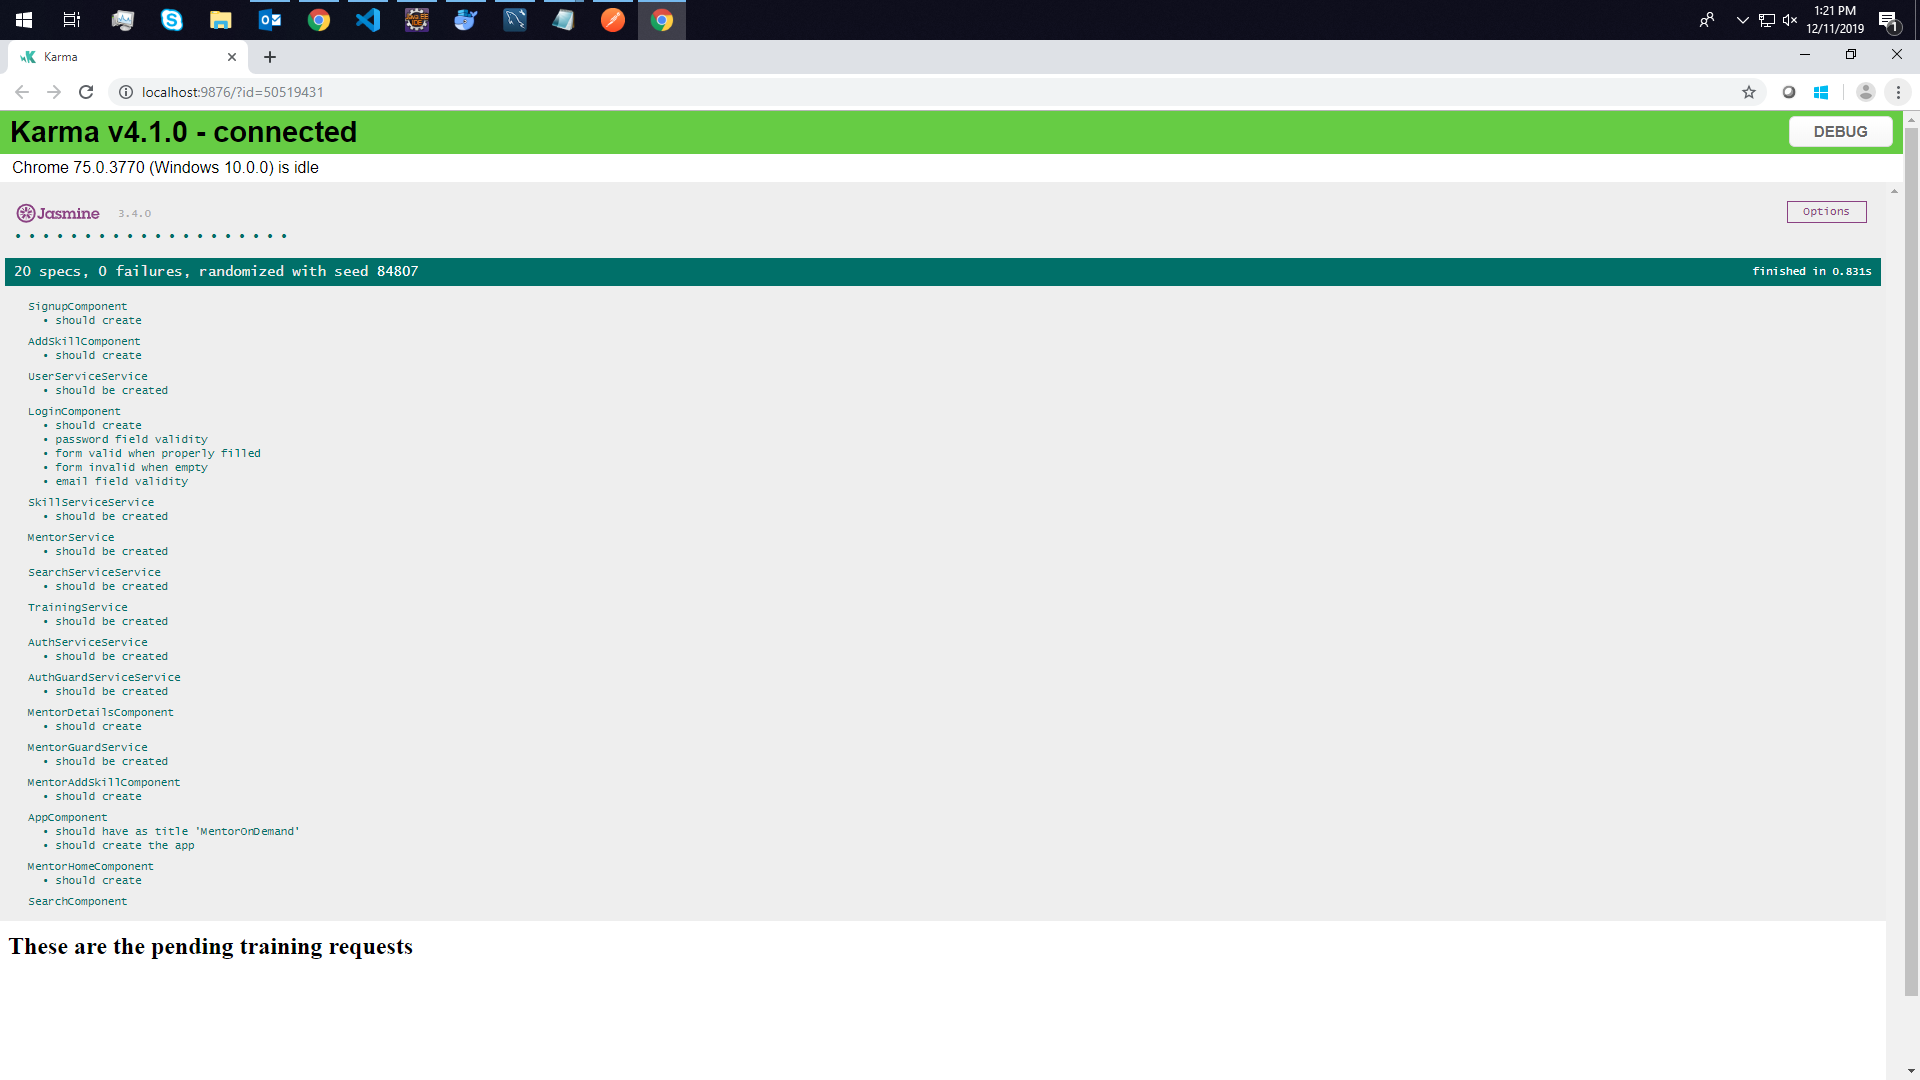 1:21 PM
12/11/2019
1
Karma
localhost:9876/?id=50519431
Karma v4.1.0 - connected
DEBUG
Chrome 75.0.3770 (Windows 10.0.0) is idle
Jasmine 3.4.0
Options
• • • • • • • • • • • • • • • • • • • •
20 specs, 0 failures, randomized with seed 84807
finished in 0.831s
SignupComponent
• should create
AddSkillComponent
• should create
UserServiceService
• should be created
LoginComponent
• should create
• password field validity
• form valid when properly filled
• form invalid when empty
• email field validity
SkillServiceService
• should be created
MentorService
• should be created
SearchServiceService
• should be created
TrainingService
• should be created
AuthServiceService
• should be created
AuthGuardServiceService
• should be created
MentorDetailsComponent
• should create
MentorGuardService
• should be created
MentorAddSkillComponent
• should create
AppComponent
• should have as title 'MentorOnDemand'
• should create the app
MentorHomeComponent
• should create
SearchComponent
These are the pending training requests